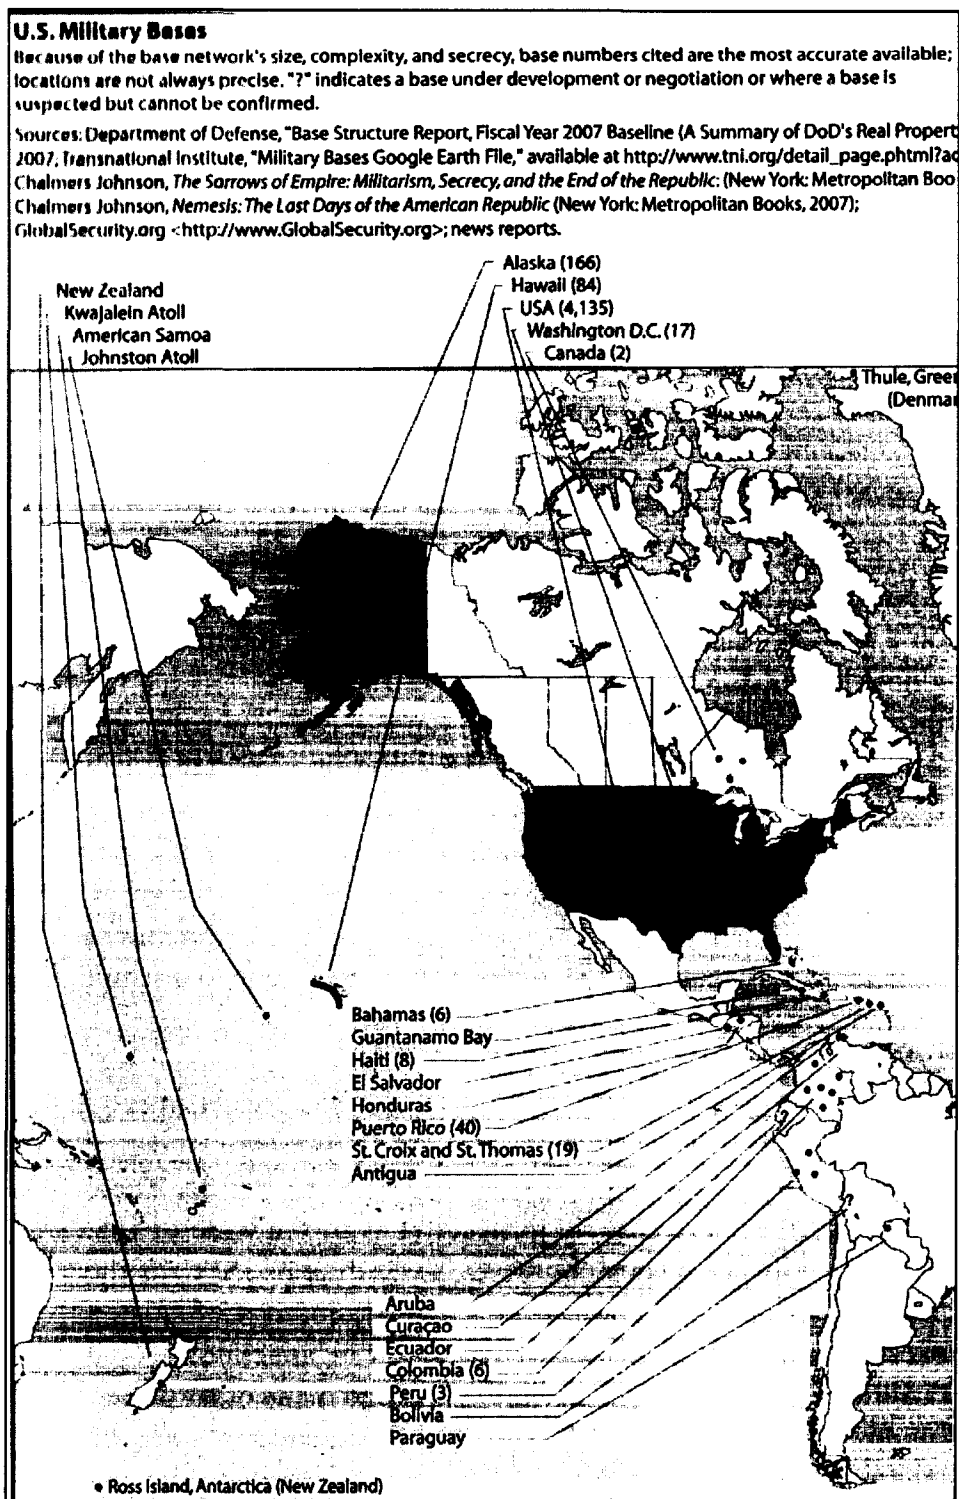 U.S. Military Bases
Because of the base network's size, complexity, and secrecy, base numbers cited are the most accurate available;
locations are not always precise. "?" indicates a base under development or negotiation or where a base is
suspected but cannot be confirmed.
Sources: Department of Defense, "Base Structure Report, Fiscal Year 2007 Baseline (A Summary of DoD's Real Propert
2007, Transnational Institute, "Military Bases Google Earth File," available at http://www.tni.org/detail_page.phtml?ac
Chalmers Johnson, The Sorrows of Empire: Militarism, Secrecy, and the End of the Republic: (New York: Metropolitan Boo
Chalmers Johnson, Nemesis: The Last Days of the American Republic (New York: Metropolitan Books, 2007);
GlobalSecurity.org <http://www.GlobalSecurity.org>; news reports.
New Zealand
Kwajalein Atoll
American Samoa
Johnston Atoll
Alaska (166)
Hawaii (84)
USA (4,135)
Washington D.C. (17)
Canada (2)
Thule, Green
(Denmar
Bahamas (6)
Guantanamo Bay
Haiti (8)
El Salvador
Honduras
Puerto Rico (40)
St. Croix and St. Thomas (19)
Antigua
Aruba
Curaçao
Ecuador
Colombia (6)
Peru (3)
Bolivia
Paraguay
Ross Island, Antarctica (New Zealand)